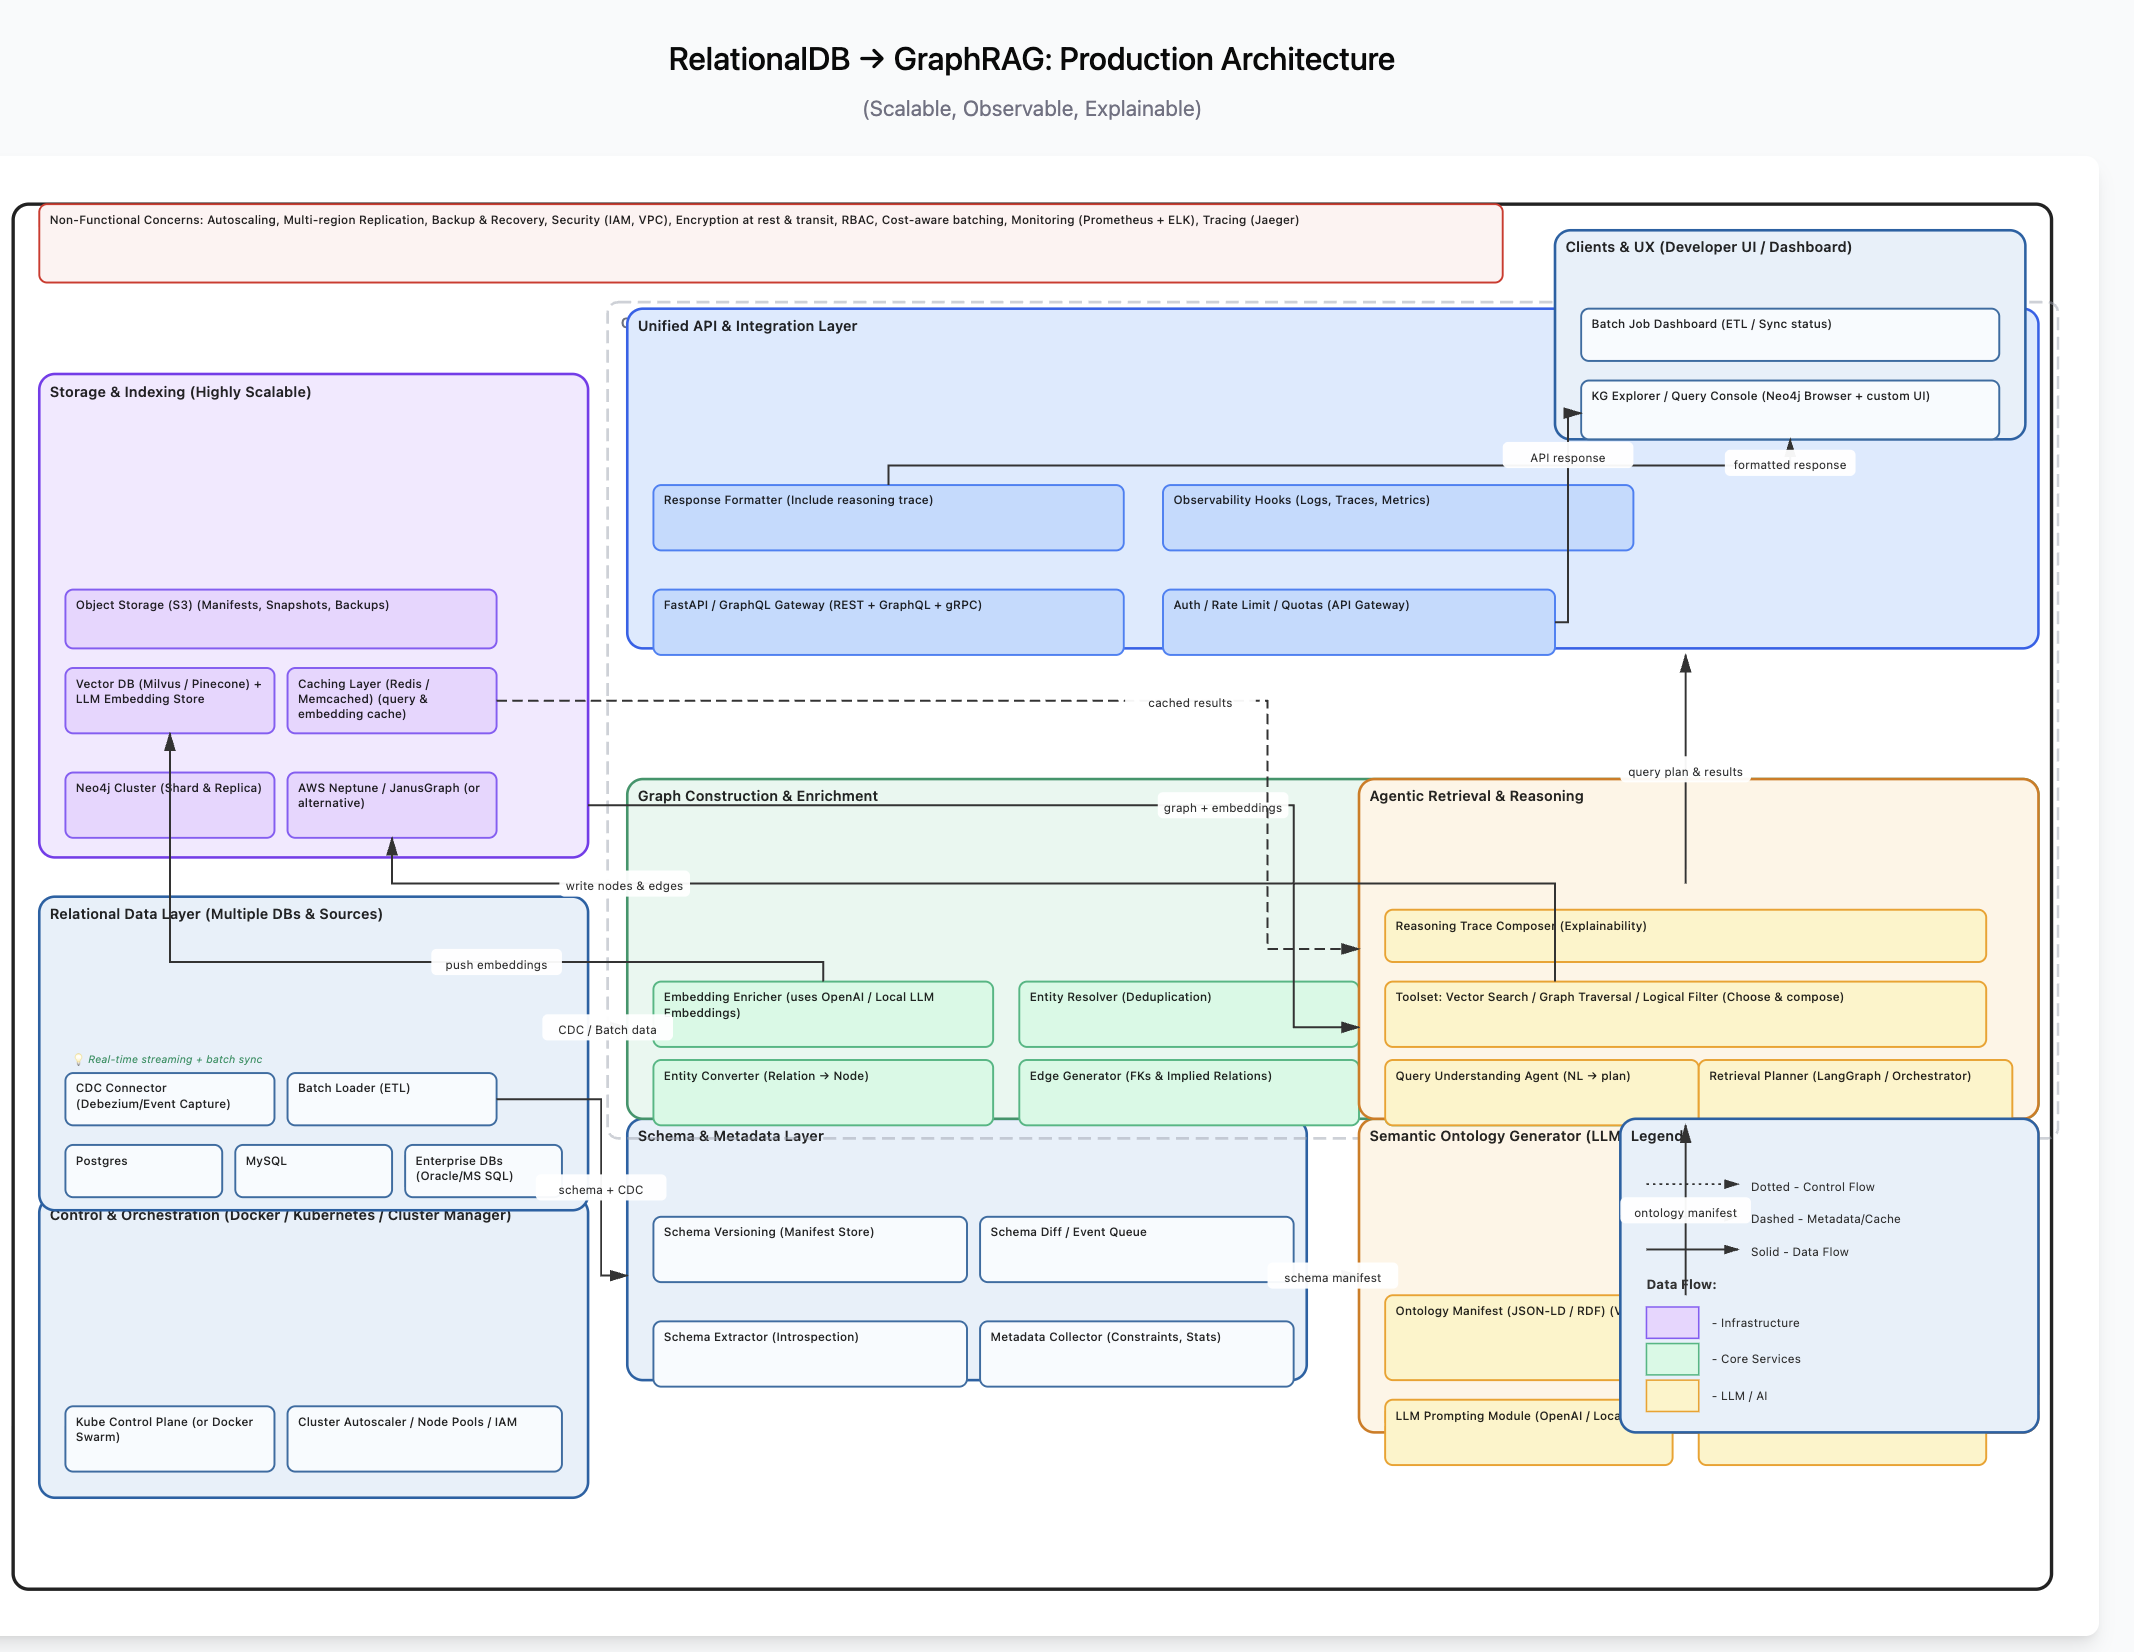 RelationalDB → GraphRAG: Production Architecture
(Scalable, Observable, Explainable)
Non-Functional Concerns: Autoscaling, Multi-region Replication, Backup & Recovery, Security (IAM, VPC), Encryption at rest & transit, RBAC, Cost-aware batching, Monitoring (Prometheus + ELK), Tracing (Jaeger)
Clients & UX (Developer UI / Dashboard)
Batch Job Dashboard (ETL / Sync status)
KG Explorer / Query Console (Neo4j Browser + custom UI)
Unified API & Integration Layer
API response
formatted response
Response Formatter (Include reasoning trace)
Observability Hooks (Logs, Traces, Metrics)
FastAPI / GraphQL Gateway (REST + GraphQL + gRPC)
Auth / Rate Limit / Quotas (API Gateway)
Storage & Indexing (Highly Scalable)
Object Storage (S3) (Manifests, Snapshots, Backups)
Vector DB (Milvus / Pinecone) +
LLM Embedding Store
Caching Layer (Redis /
Memcached) (query &
embedding cache)
Neo4j Cluster (Shard & Replica)
AWS Neptune / JanusGraph (or
alternative)
cached results
query plan & results
Graph Construction & Enrichment
graph + embeddings
Agentic Retrieval & Reasoning
write nodes & edges
Relational Data Layer (Multiple DBs & Sources)
push embeddings
Reasoning Trace Composer (Explainability)
Embedding Enricher (uses OpenAI / Local LLM
Embeddings)
Entity Resolver (Deduplication)
Toolset: Vector Search / Graph Traversal / Logical Filter (Choose & compose)
CDC / Batch data
Entity Converter (Relation → Node)
Edge Generator (FKs & Implied Relations)
Query Understanding Agent (NL → plan)
Retrieval Planner (LangGraph / Orchestrator)
💡 Real-time streaming + batch sync
CDC Connector
(Debezium/Event Capture)
Batch Loader (ETL)
Postgres
MySQL
Enterprise DBs
(Oracle/MS SQL)
schema + CDC
Control & Orchestration (Docker / Kubernetes / Cluster Manager)
Kube Control Plane (or Docker
Swarm)
Cluster Autoscaler / Node Pools / IAM
Schema & Metadata Layer
Schema Versioning (Manifest Store)
Schema Diff / Event Queue
Schema Extractor (Introspection)
Metadata Collector (Constraints, Stats)
schema manifest
Semantic Ontology Generator (LLM
Ontology Manifest (JSON-LD / RDF)
LLM Prompting Module (OpenAI /
Legend
Dotted - Control Flow
ontology manifest
Dashed - Metadata/Cache
Solid - Data Flow
Data Flow:
- Infrastructure
- Core Services
- LLM / AI